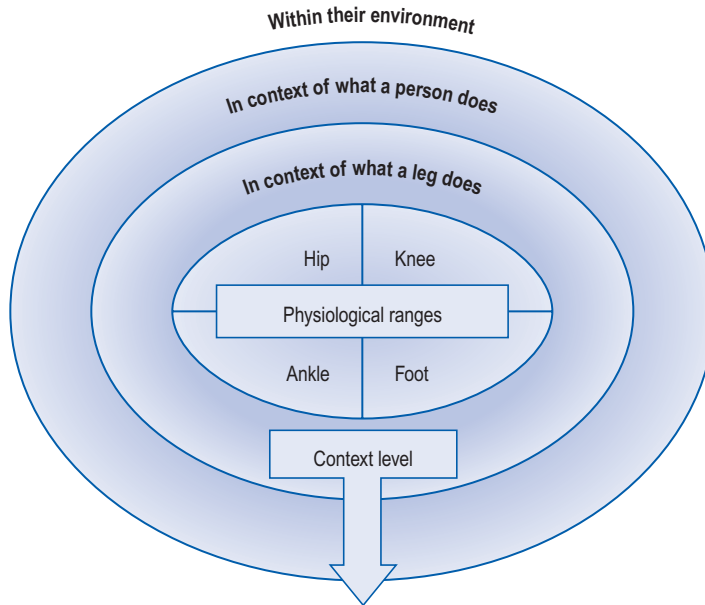 Within their environment
In context of what a person does
In context of what a leg does
Hip
Knee
Physiological ranges
Ankle
Foot
Context level